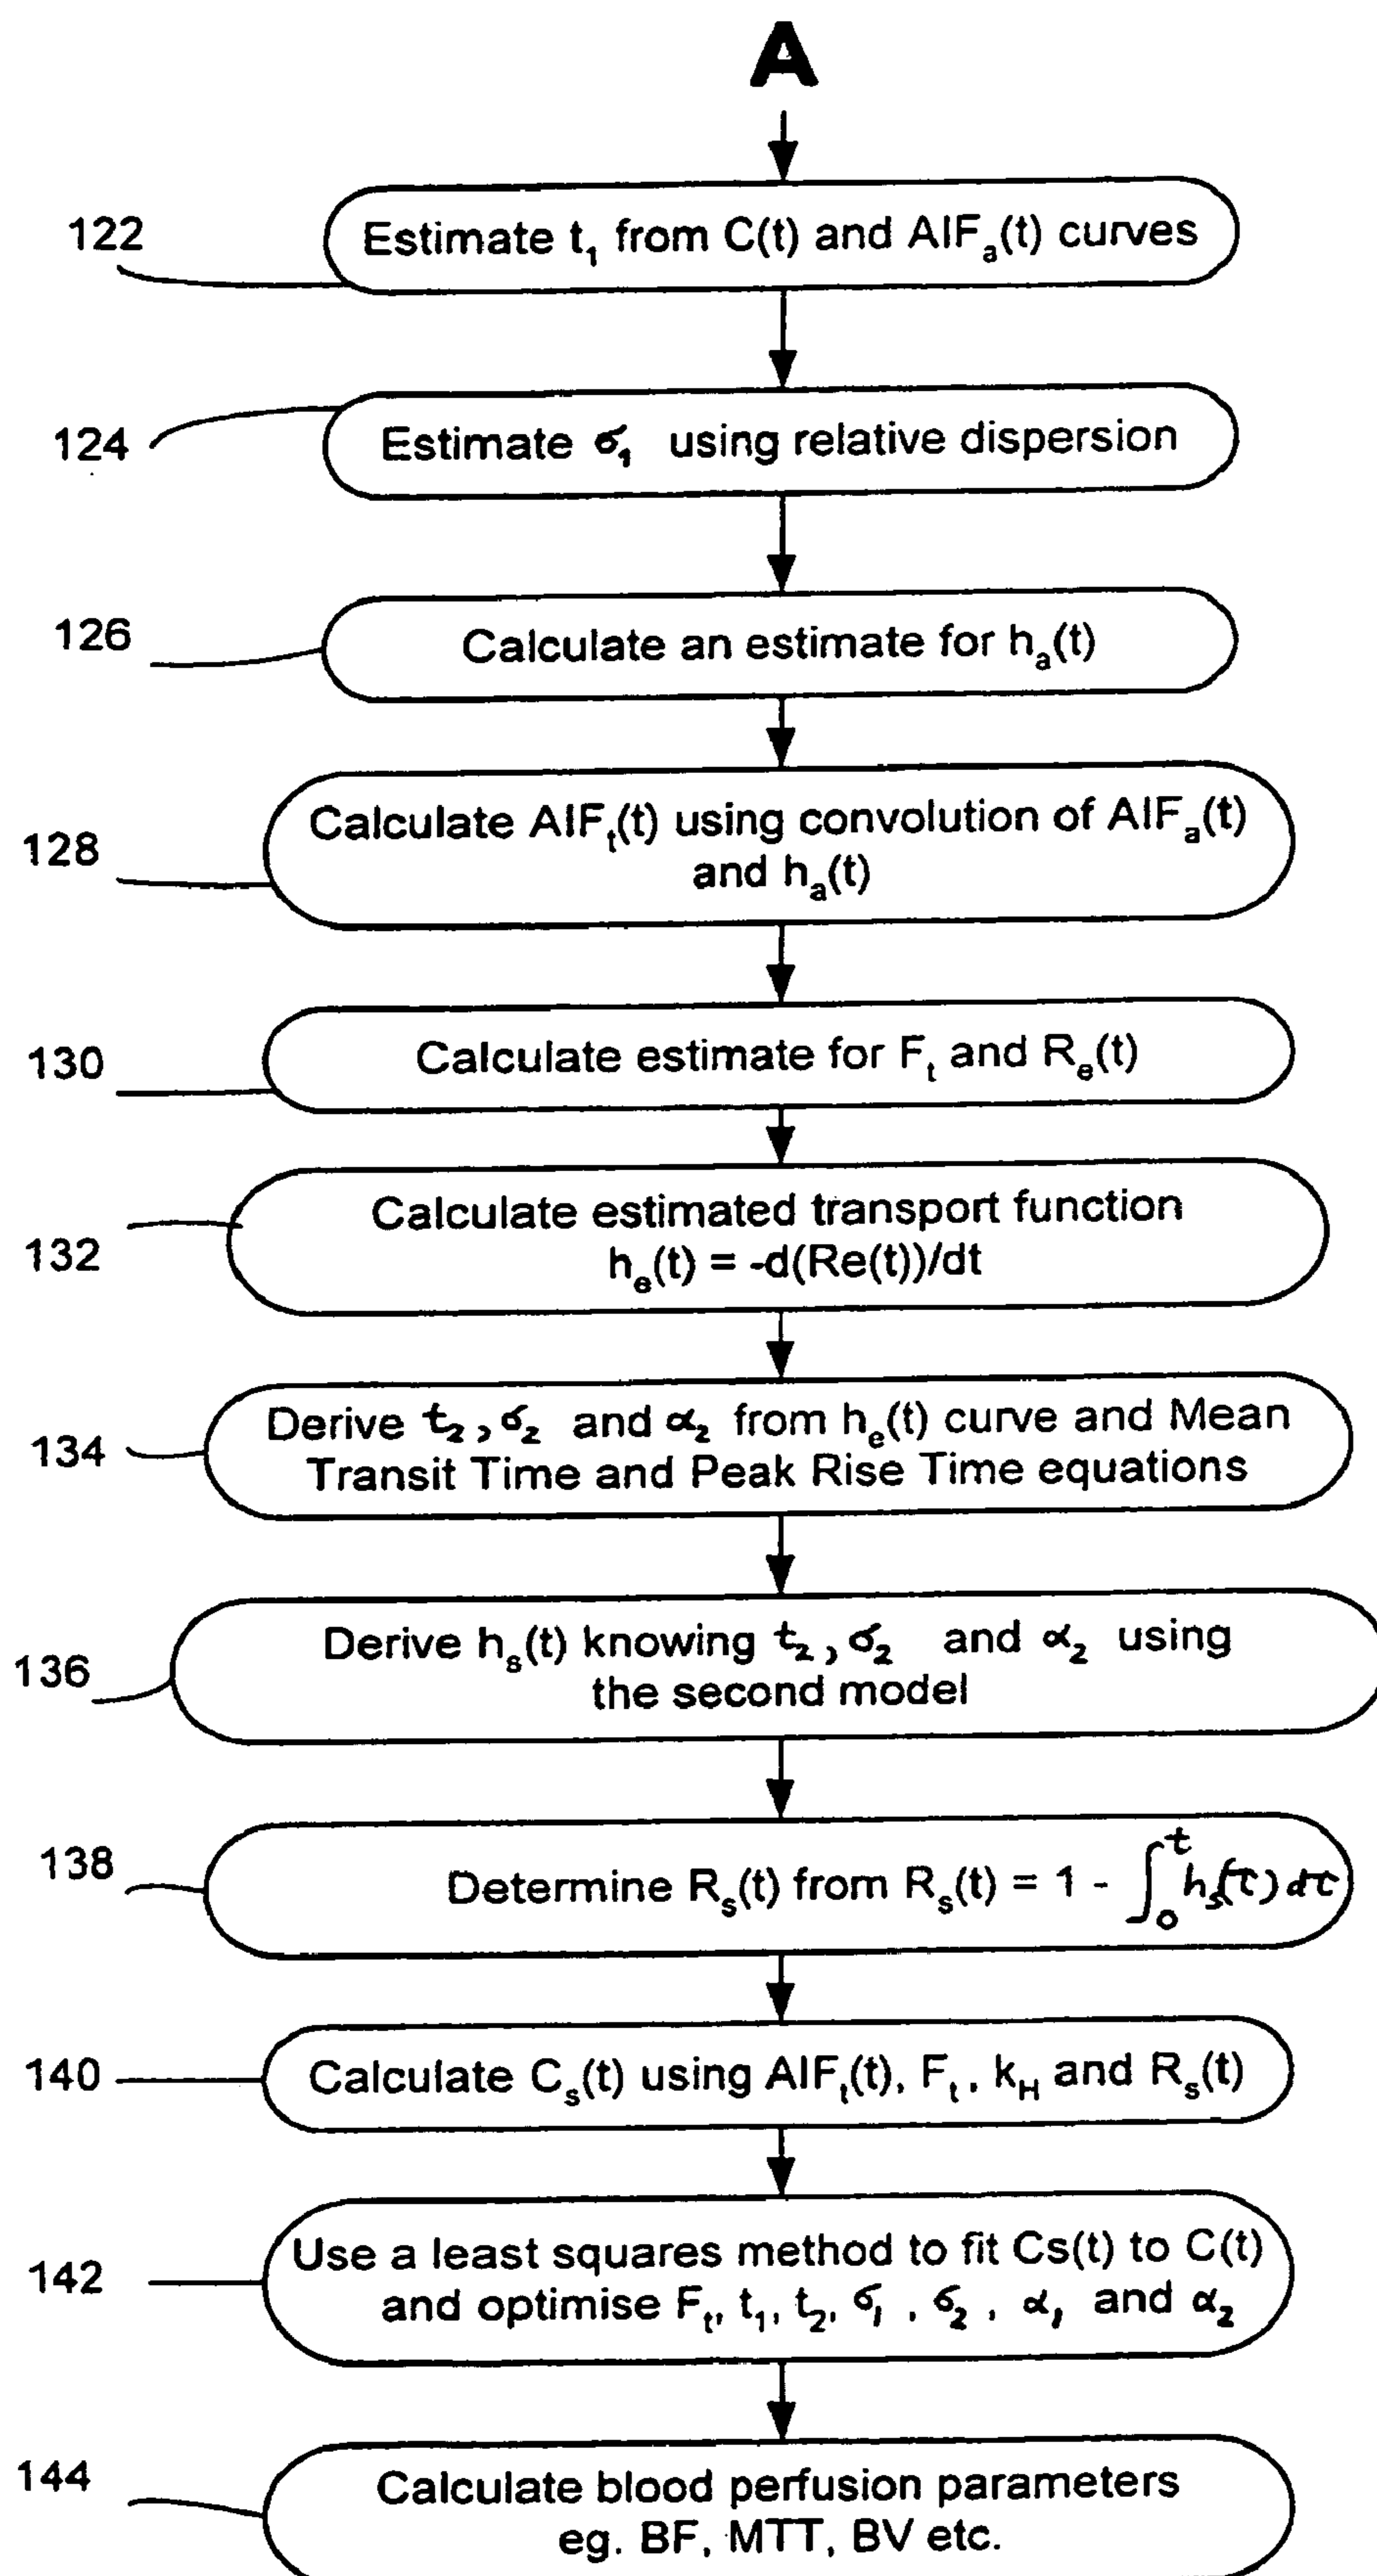 A
122
Estimate t₁ from C(t) and AIFₐ(t) curves
124
Estimate σ₁ using relative dispersion
126
Calculate an estimate for hₐ(t)
128
Calculate AIFₜ(t) using convolution of AIFₐ(t)
and hₐ(t)
130
Calculate estimate for Fₜ and Rₑ(t)
132
Calculate estimated transport function
hₑ(t) = -d(Re(t))/dt
134
Derive t₂, σ₂ and α₂ from hₑ(t) curve and Mean
Transit Time and Peak Rise Time equations
136
Derive hₛ(t) knowing t₂, σ₂ and α₂ using
the second model
138
Determine Rₛ(t) from Rₛ(t) = 1 - ∫₀ᵗ hₛ(τ)dτ
140
Calculate Cₛ(t) using AIFₜ(t), Fₜ, k_H and Rₛ(t)
142
Use a least squares method to fit Cs(t) to C(t)
and optimise Fₜ, t₁, t₂, σ₁, σ₂, α₁ and α₂
144
Calculate blood perfusion parameters
eg. BF, MTT, BV etc.